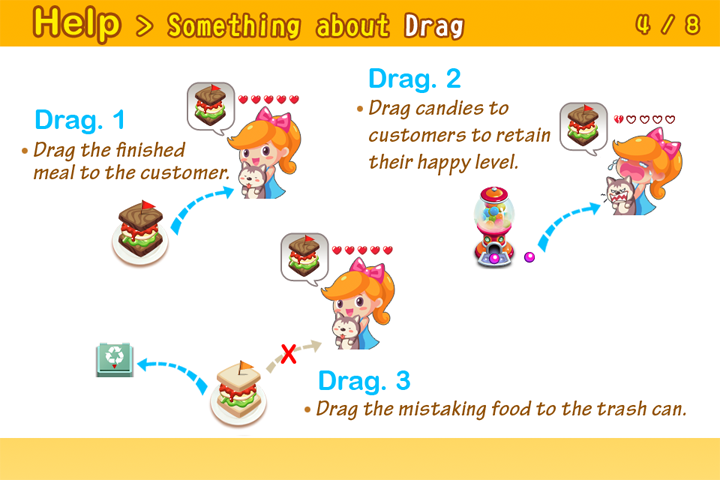 Help > Something about Drag
4 / 8
Drag. 1
• Drag the finished
meal to the customer.
Drag. 2
• Drag candies to
customers to retain
their happy level.
X
Drag. 3
• Drag the mistaking food to the trash can.